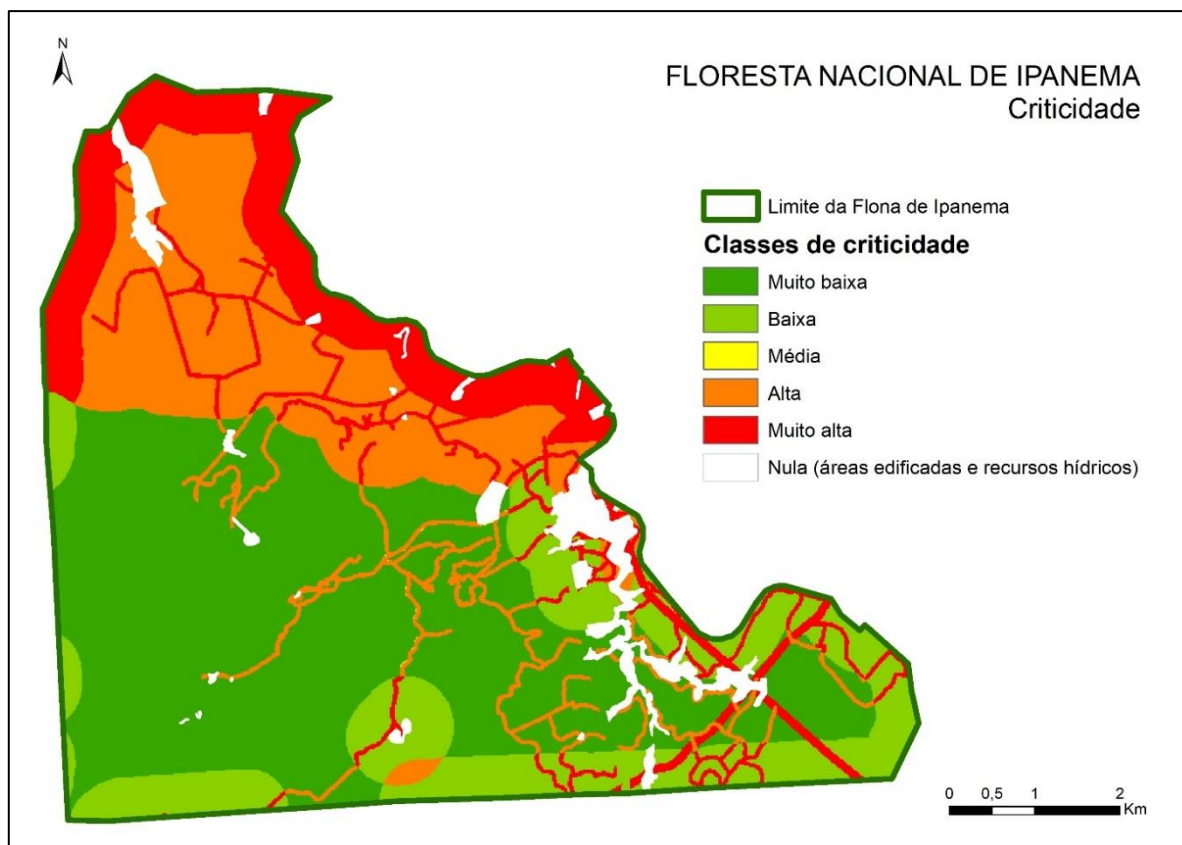 N
FLORESTA NACIONAL DE IPANEMA
Criticidade
Limite da Flona de Ipanema
Classes de criticidade
Muito baixa
Baixa
Média
Alta
Muito alta
Nula (áreas edificadas e recursos hídricos)
0 0,5 1 2
Km